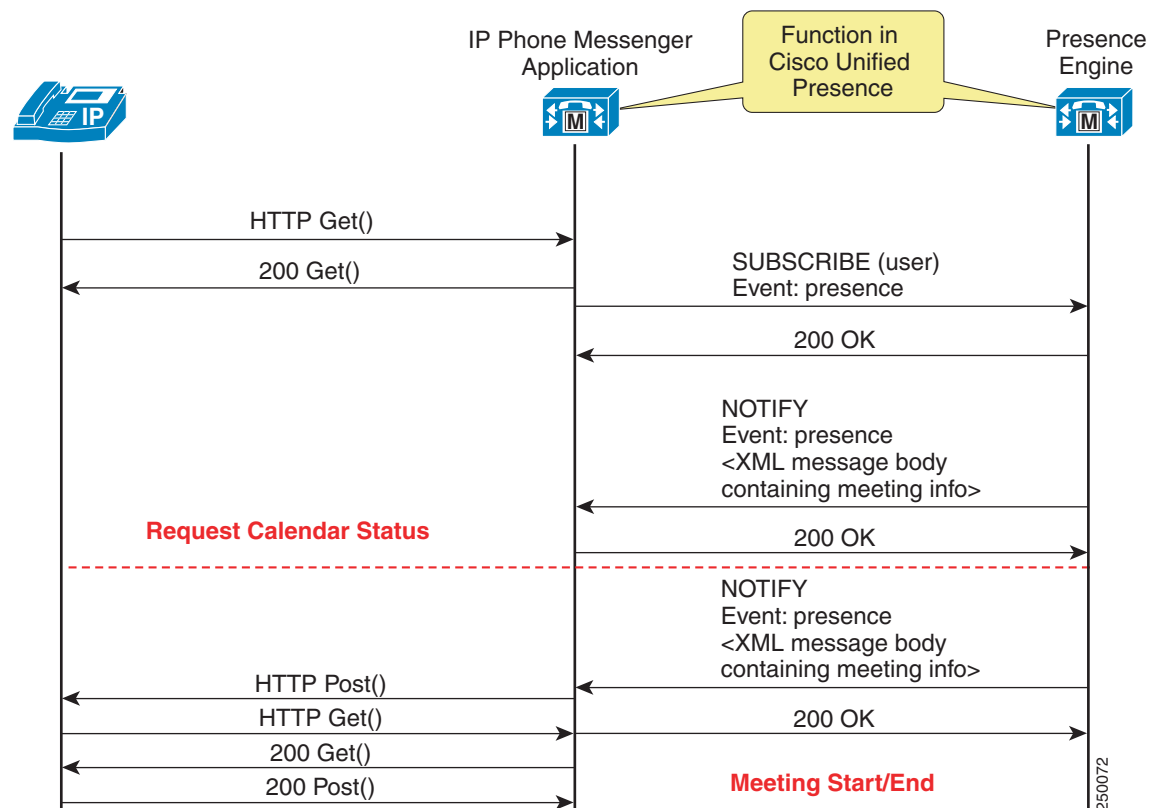 IP Phone Messenger
Application
Function in
Cisco Unified
Presence
Presence
Engine
IP
M
M
HTTP Get()
200 Get()
SUBSCRIBE (user)
Event: presence
200 OK
NOTIFY
Event: presence
<XML message body
containing meeting info>
Request Calendar Status
200 OK
NOTIFY
Event: presence
<XML message body
containing meeting info>
HTTP Post()
HTTP Get()
200 OK
200 Get()
200 Post()
Meeting Start/End
250072